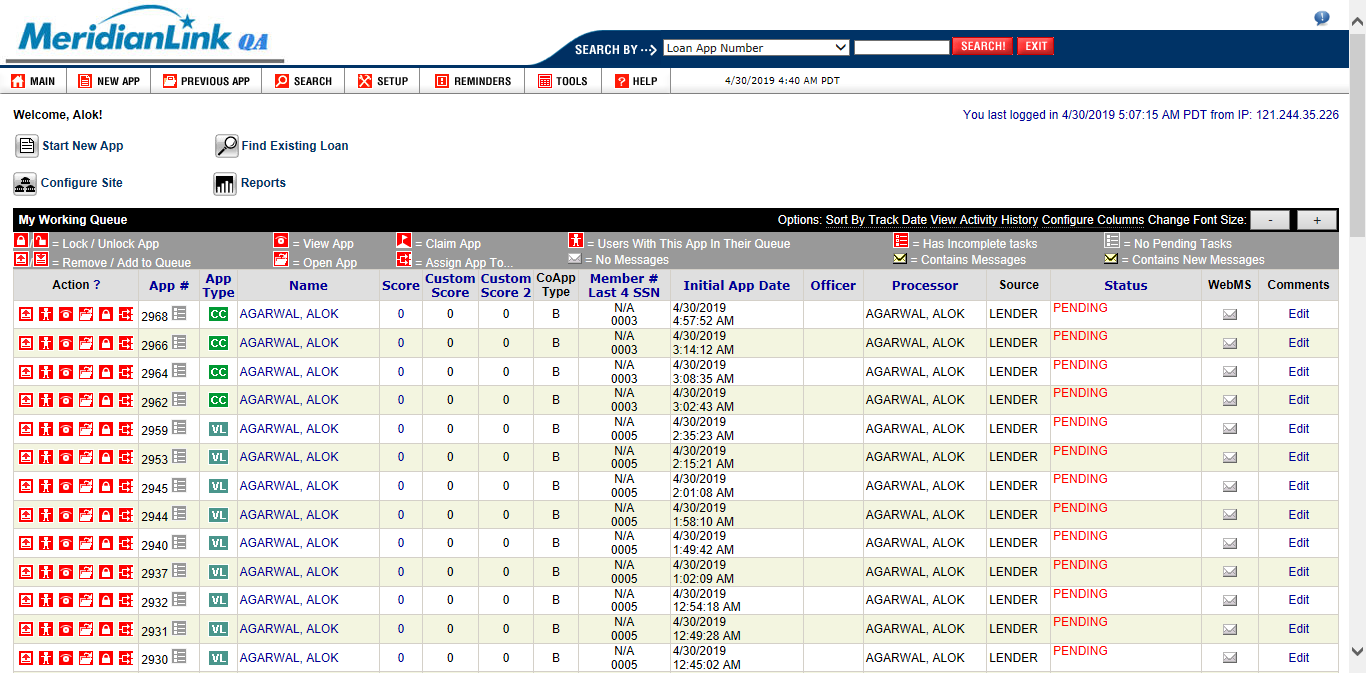 MeridianLink QA
SEARCH BY ···> Loan App Number SEARCH! EXIT
MAIN NEW APP PREVIOUS APP SEARCH SETUP REMINDERS TOOLS ? HELP 4/30/2019 4:40 AM PDT
Welcome, Alok! You last logged in 4/30/2019 5:07:15 AM PDT from IP: 121.244.35.226
Start New App Find Existing Loan
Configure Site Reports
My Working Queue Options: Sort By Track Date View Activity History Configure Columns Change Font Size: - +
/ = Lock / Unlock App = View App = Claim App = Users With This App In Their Queue = Has Incomplete tasks = No Pending Tasks
/ = Remove / Add to Queue = Open App = Assign App To... = No Messages = Contains Messages = Contains New Messages
Action ? App # App Type Name Score Custom Score Custom Score 2 CoApp Type Member # Last 4 SSN Initial App Date Officer Processor Source Status WebMS Comments
2968 CC AGARWAL, ALOK 0 0 0 B N/A 0003 4/30/2019 4:57:52 AM AGARWAL, ALOK LENDER PENDING Edit
2966 CC AGARWAL, ALOK 0 0 0 B N/A 0003 4/30/2019 3:14:12 AM AGARWAL, ALOK LENDER PENDING Edit
2964 CC AGARWAL, ALOK 0 0 0 B N/A 0003 4/30/2019 3:08:35 AM AGARWAL, ALOK LENDER PENDING Edit
2962 CC AGARWAL, ALOK 0 0 0 B N/A 0003 4/30/2019 3:02:43 AM AGARWAL, ALOK LENDER PENDING Edit
2959 VL AGARWAL, ALOK 0 0 0 B N/A 0005 4/30/2019 2:35:23 AM AGARWAL, ALOK LENDER PENDING Edit
2953 VL AGARWAL, ALOK 0 0 0 B N/A 0005 4/30/2019 2:15:21 AM AGARWAL, ALOK LENDER PENDING Edit
2945 VL AGARWAL, ALOK 0 0 0 B N/A 0005 4/30/2019 2:01:08 AM AGARWAL, ALOK LENDER PENDING Edit
2944 VL AGARWAL, ALOK 0 0 0 B N/A 0005 4/30/2019 1:58:10 AM AGARWAL, ALOK LENDER PENDING Edit
2940 VL AGARWAL, ALOK 0 0 0 B N/A 0005 4/30/2019 1:49:42 AM AGARWAL, ALOK LENDER PENDING Edit
2937 VL AGARWAL, ALOK 0 0 0 B N/A 0005 4/30/2019 1:02:09 AM AGARWAL, ALOK LENDER PENDING Edit
2932 VL AGARWAL, ALOK 0 0 0 B N/A 0005 4/30/2019 12:54:18 AM AGARWAL, ALOK LENDER PENDING Edit
2931 VL AGARWAL, ALOK 0 0 0 B N/A 0005 4/30/2019 12:49:28 AM AGARWAL, ALOK LENDER PENDING Edit
2930 VL AGARWAL, ALOK 0 0 0 B N/A 0005 4/30/2019 12:45:02 AM AGARWAL, ALOK LENDER PENDING Edit